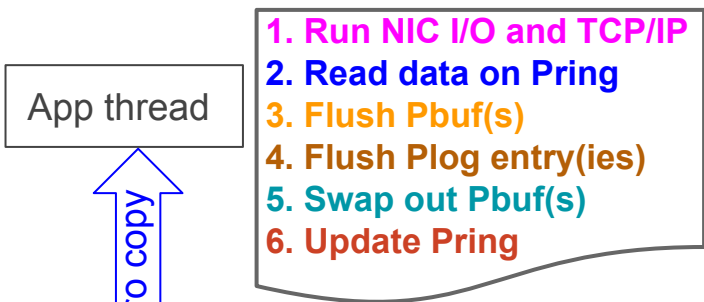 1. Run NIC I/O and TCP/IP
2. Read data on Pring
3. Flush Pbuf(s)
4. Flush Plog entry(ies)
5. Swap out Pbuf(s)
6. Update Pring
App thread
copy